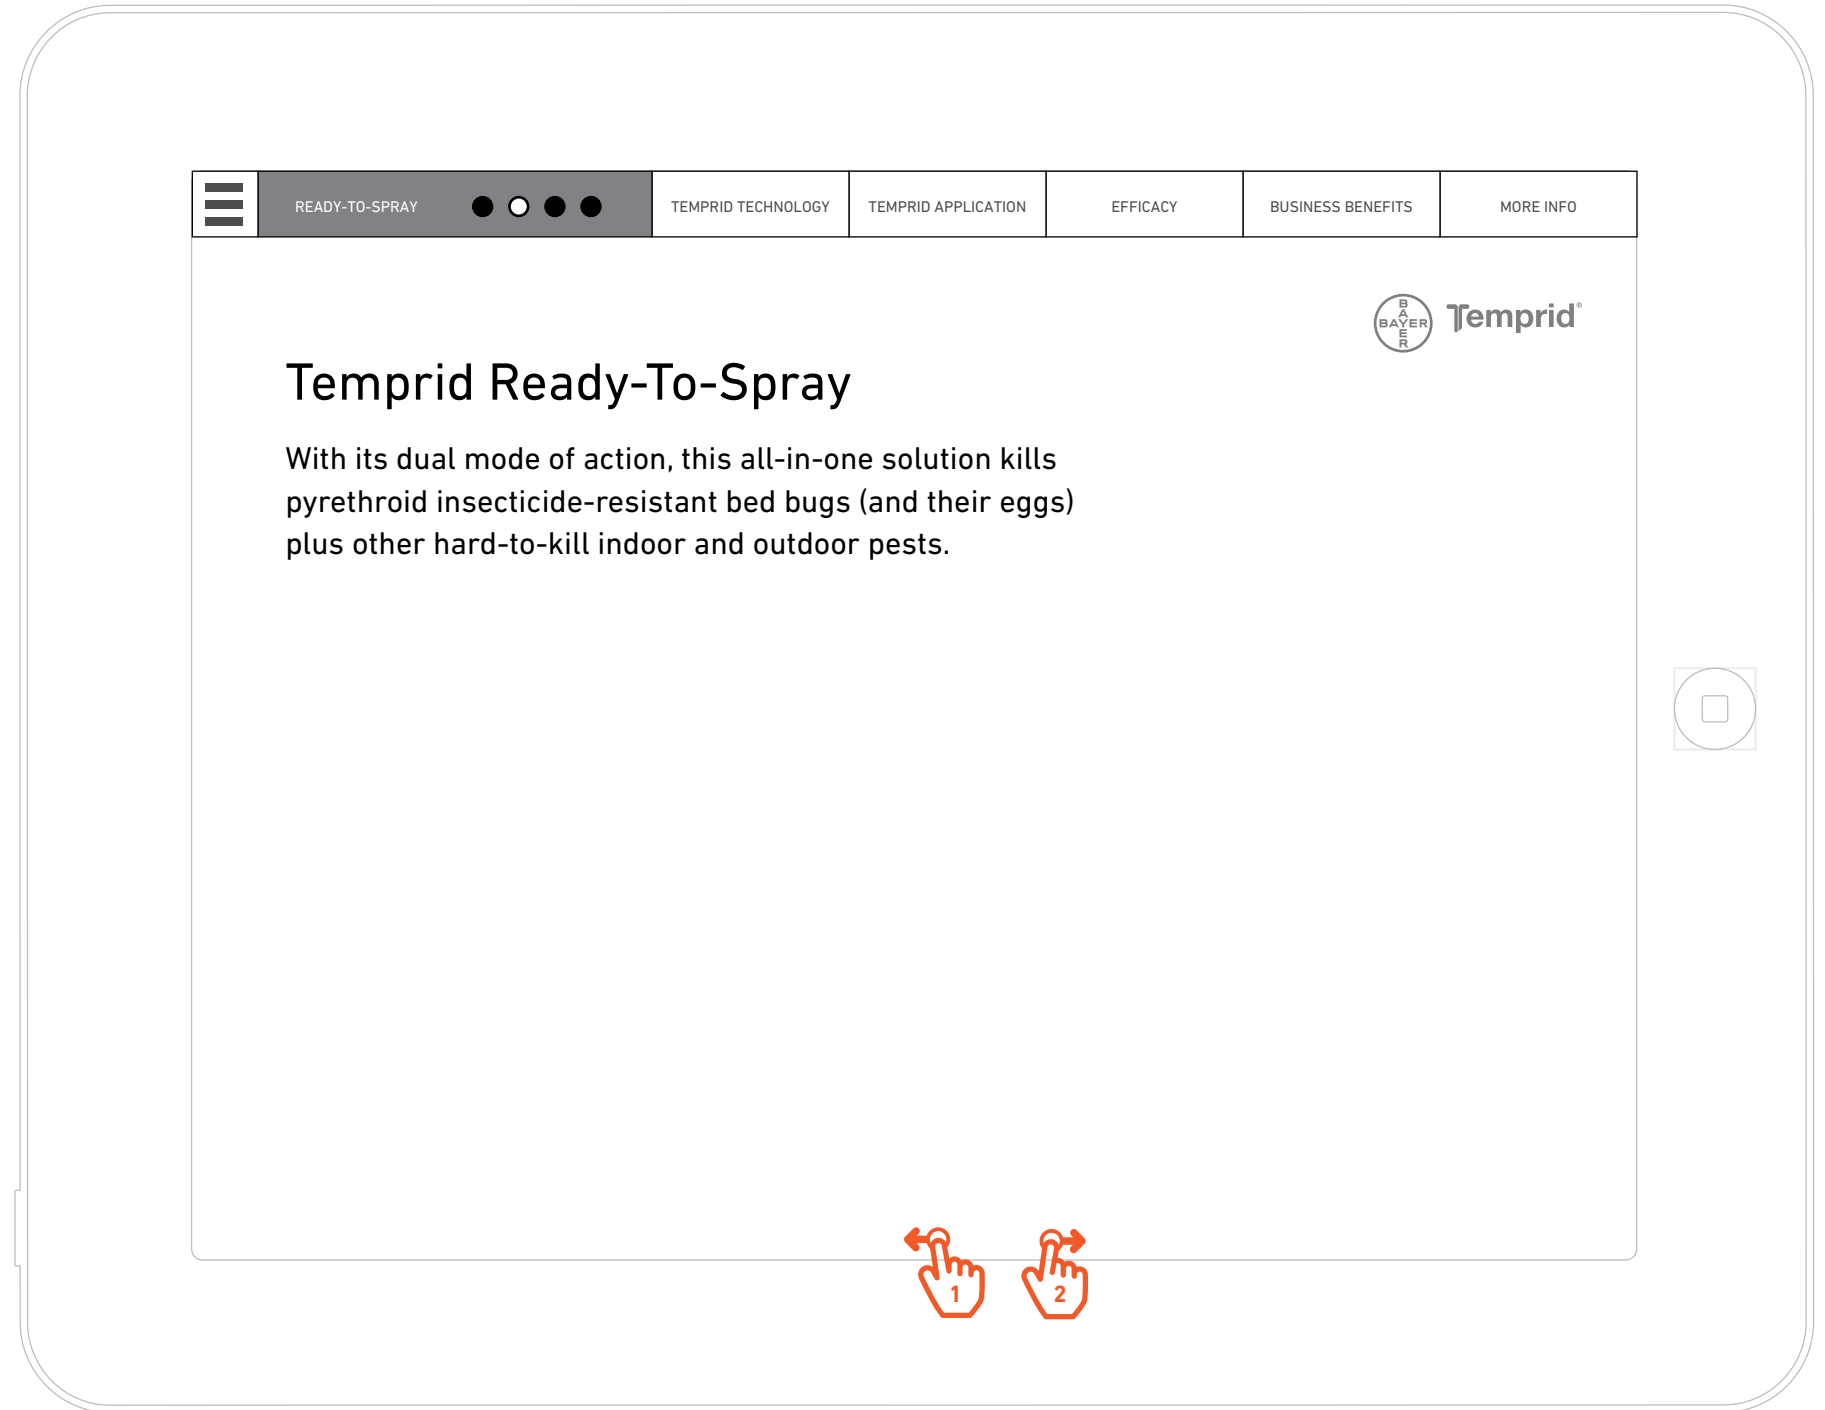 READY-TO-SPRAY
TEMPRID TECHNOLOGY
TEMPRID APPLICATION
EFFICACY
BUSINESS BENEFITS
MORE INFO
BAYER
BAYER
Temprid®
Temprid Ready-To-Spray
With its dual mode of action, this all-in-one solution kills
pyrethroid insecticide-resistant bed bugs (and their eggs)
plus other hard-to-kill indoor and outdoor pests.
1
2